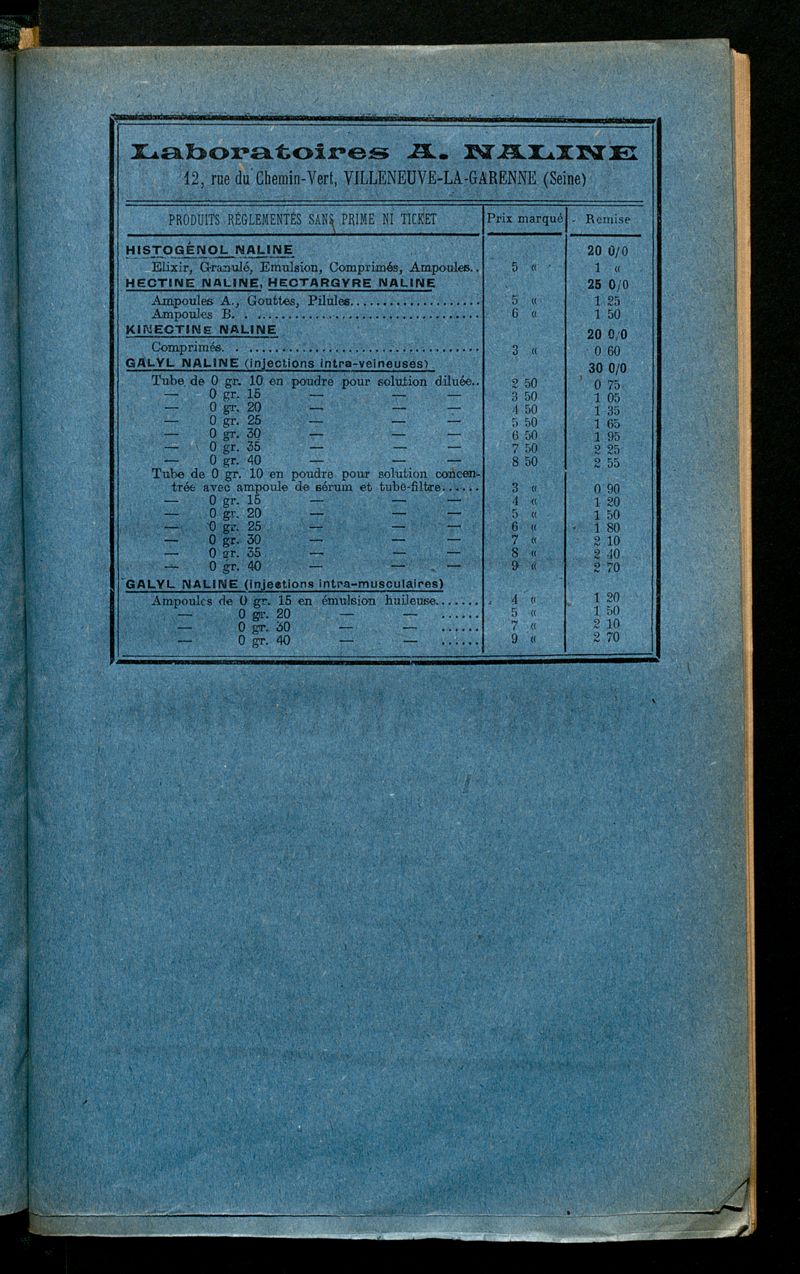 Laboratoires A. NALINE
12, rue du Chemin-Vert, VILLENEUVE-LA-GARENNE (Seine)
PRODUITS RÉGLEMENTÉS SANS PRIME NI TICKET Prix marqué Remise
HISTOGÉNOL NALINE 20 0/0
Elixir, Granulé, Emulsion, Comprimés, Ampoules.. 5 « 1 «
HECTINE NALINE, HECTARGYRE NALINE 25 0/0
Ampoules A., Gouttes, Pilules.................... 5 « 1 25
Ampoules B. . .................................. 6 « 1 50
KINECTINE NALINE 20 0/0
Comprimés. . .................................. 3 « 0 60
GALYL NALINE (injections intra-veineuses) 30 0/0
Tube de 0 gr. 10 en poudre pour solution diluée.. 2 50 0 75
— 0 gr. 15 — — — 3 50 1 05
— 0 gr. 20 — — — 4 50 1 35
— 0 gr. 25 — — — 5 50 1 65
— 0 gr. 30 — — — 6 50 1 95
— 0 gr. 35 — — — 7 50 2 25
— 0 gr. 40 — — — 8 50 2 55
Tube de 0 gr. 10 en poudre pour solution concen-
trée avec ampoule de sérum et tube-filtre...... 3 « 0 90
— 0 gr. 15 — — — 4 « 1 20
— 0 gr. 20 — — — 5 « 1 50
— 0 gr. 25 — — — 6 « 1 80
— 0 gr. 30 — — — 7 « 2 10
— 0 gr. 35 — — — 8 « 2 40
— 0 gr. 40 — — — 9 « 2 70
GALYL NALINE (injections intra-musculaires)
Ampoules de 0 gr. 15 en émulsion huileuse....... 4 « 1 20
— 0 gr. 20 — — ...... 5 « 1 50
— 0 gr. 30 — — ...... 7 « 2 10
— 0 gr. 40 — — ...... 9 « 2 70